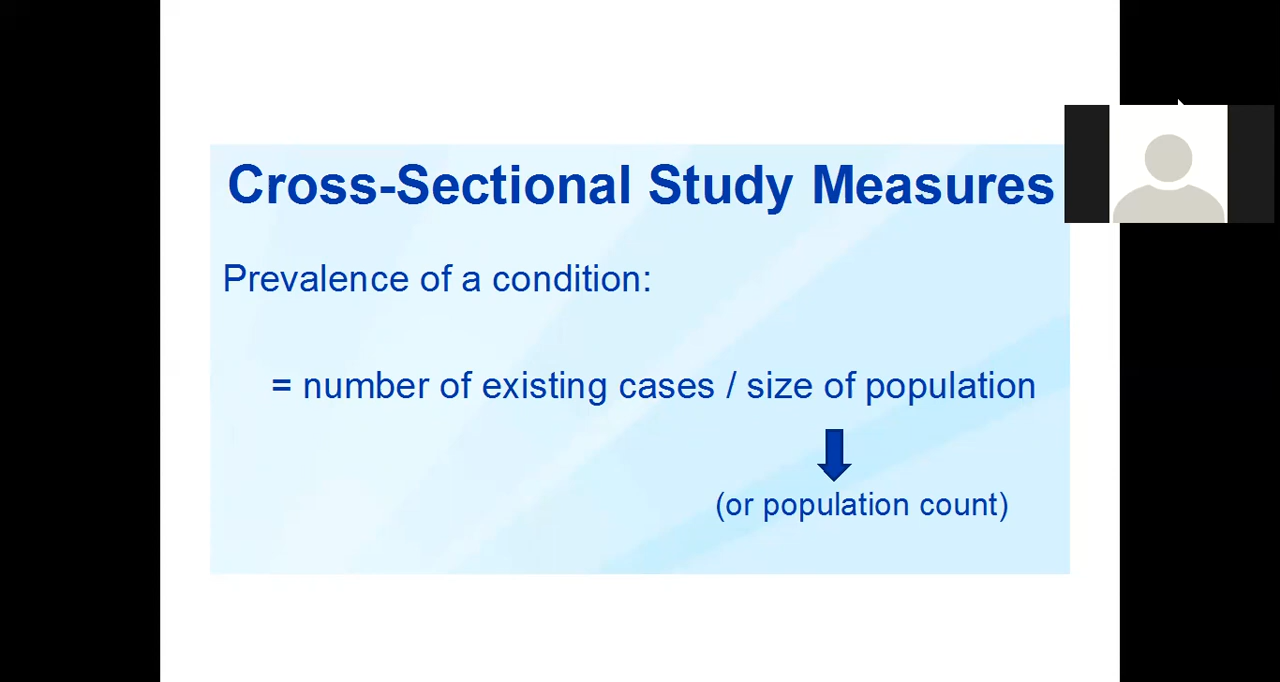 Cross-Sectional Study Measures
Prevalence of a condition:
= number of existing cases / size of population
(or population count)